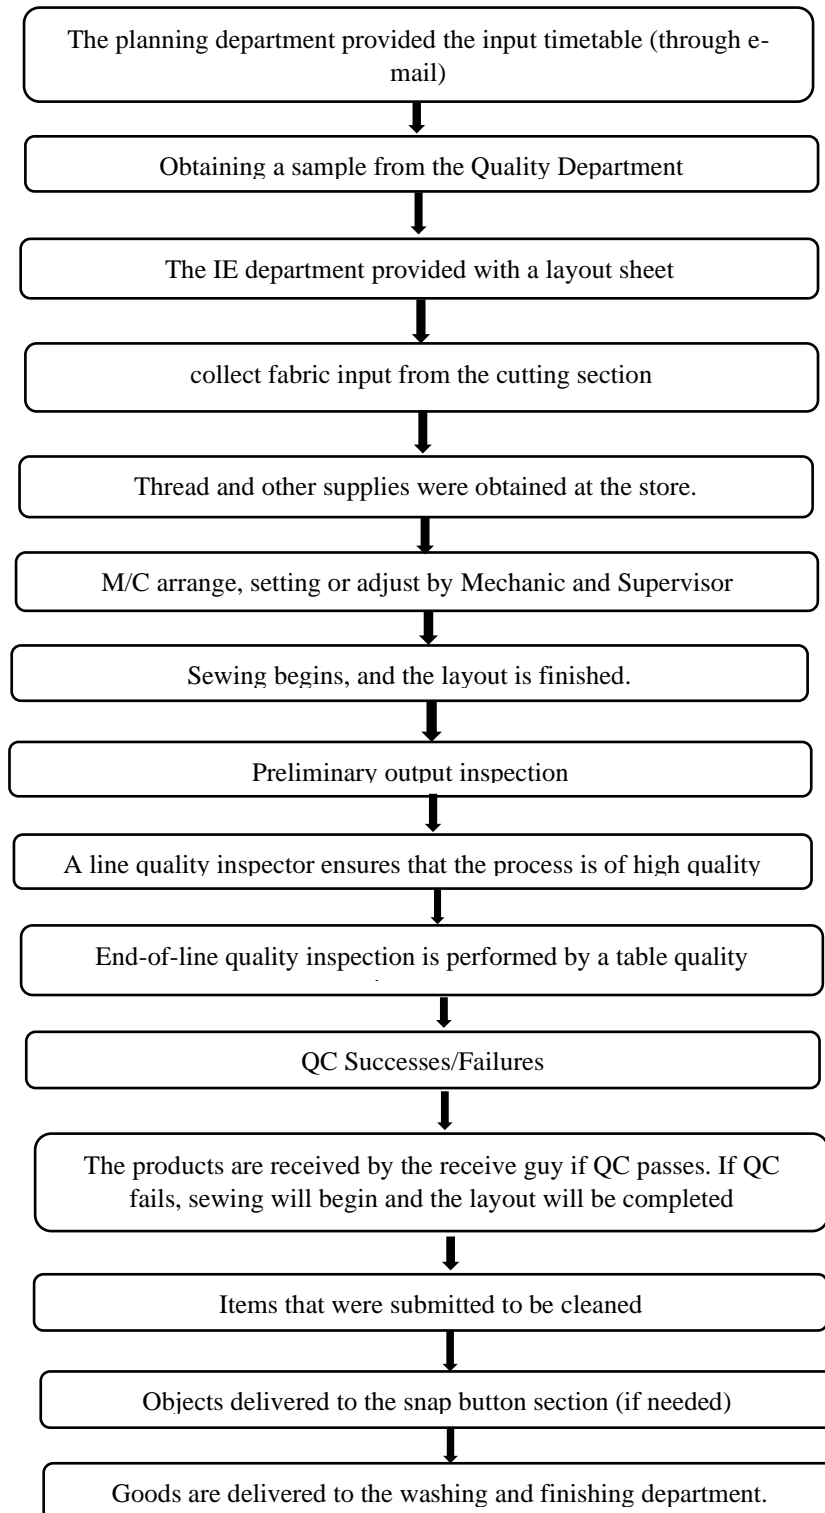 The planning department provided the input timetable (through e-
mail)
Obtaining a sample from the Quality Department
The IE department provided with a layout sheet
collect fabric input from the cutting section
Thread and other supplies were obtained at the store.
M/C arrange, setting or adjust by Mechanic and Supervisor
Sewing begins, and the layout is finished.
Preliminary output inspection
A line quality inspector ensures that the process is of high quality
End-of-line quality inspection is performed by a table quality
QC Successes/Failures
The products are received by the receive guy if QC passes. If QC
fails, sewing will begin and the layout will be completed
Items that were submitted to be cleaned
Objects delivered to the snap button section (if needed)
Goods are delivered to the washing and finishing department.